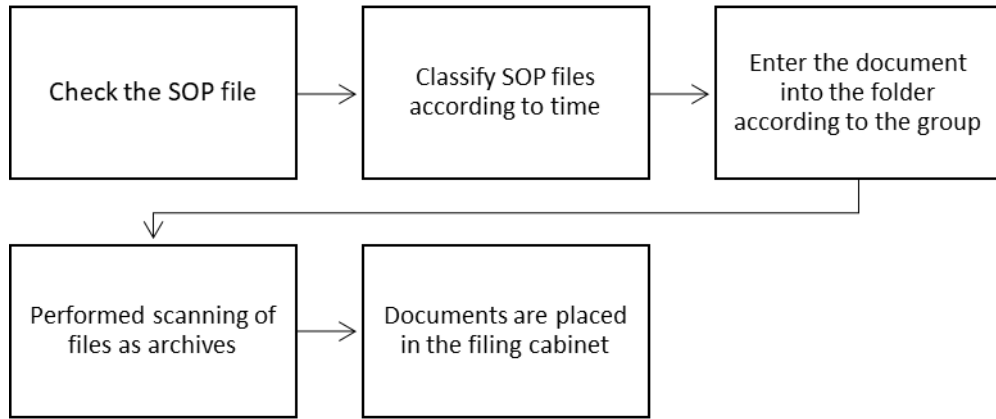 Check the SOP file
Classify SOP files
according to time
Enter the document
into the folder
according to the group
Performed scanning of
files as archives
Documents are placed
in the filing cabinet